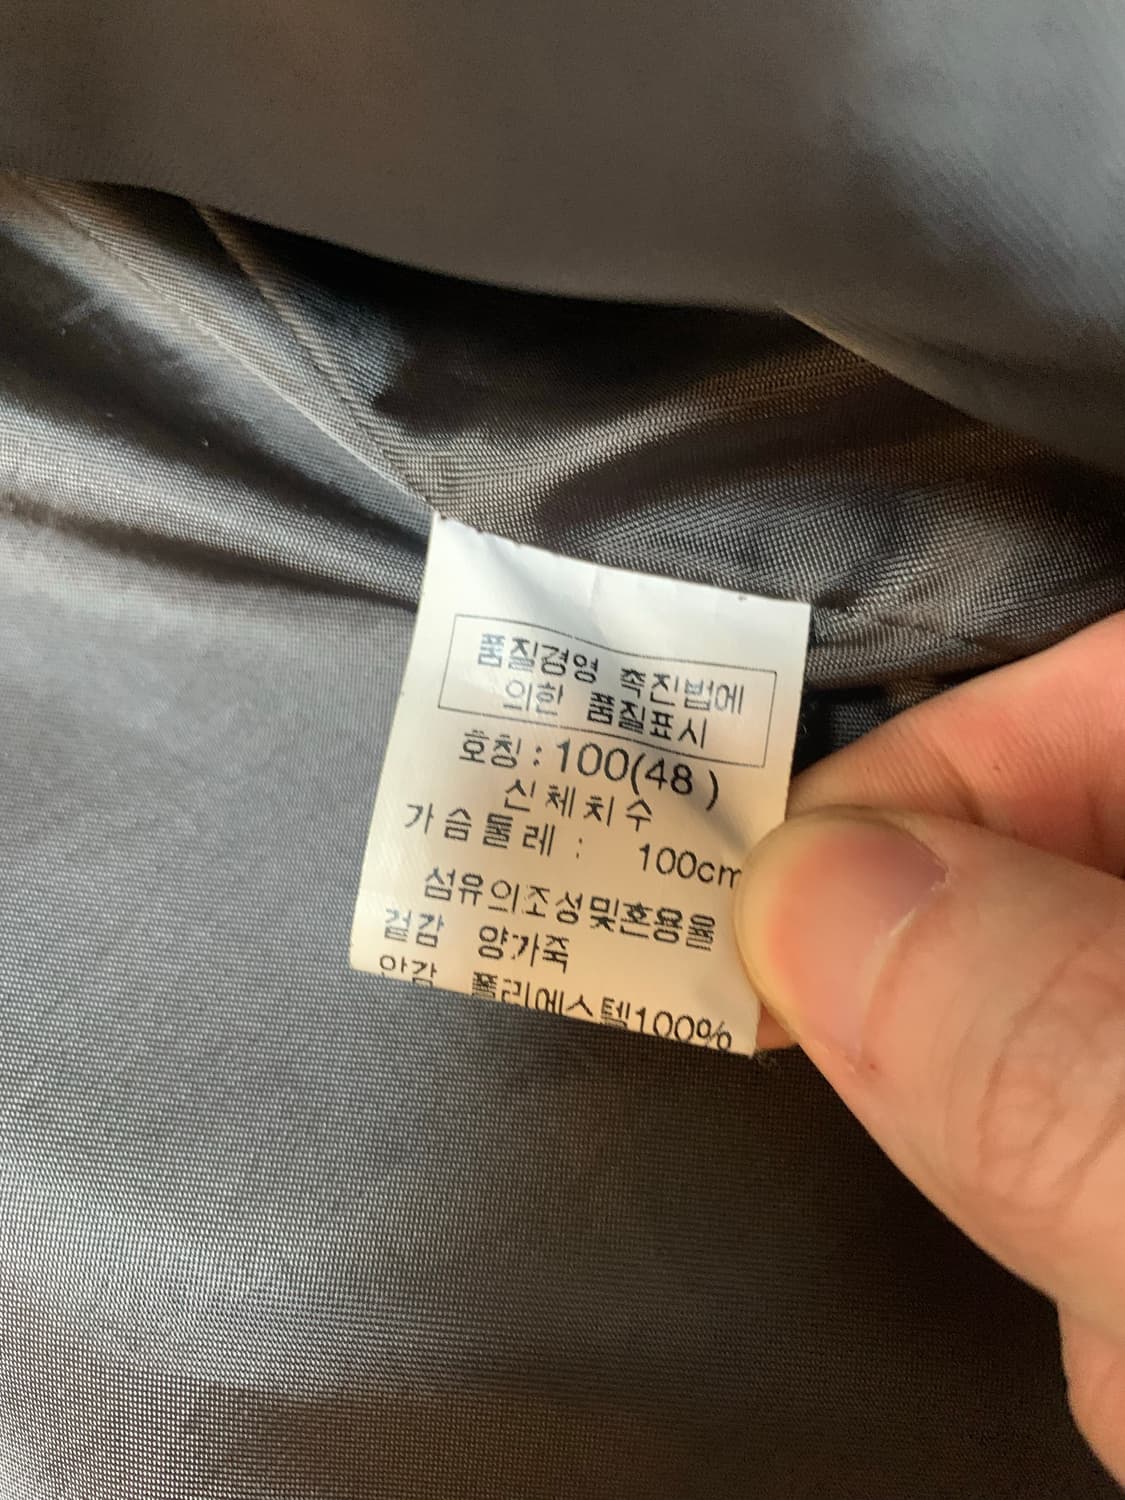 품질경영 촉진법에
의한 품질표시
호칭 : 100(48 )
신체치수
가슴둘레 : 100cm
섬유의조성및혼용율
겉감 양가죽
안감 폴리에스텔100%